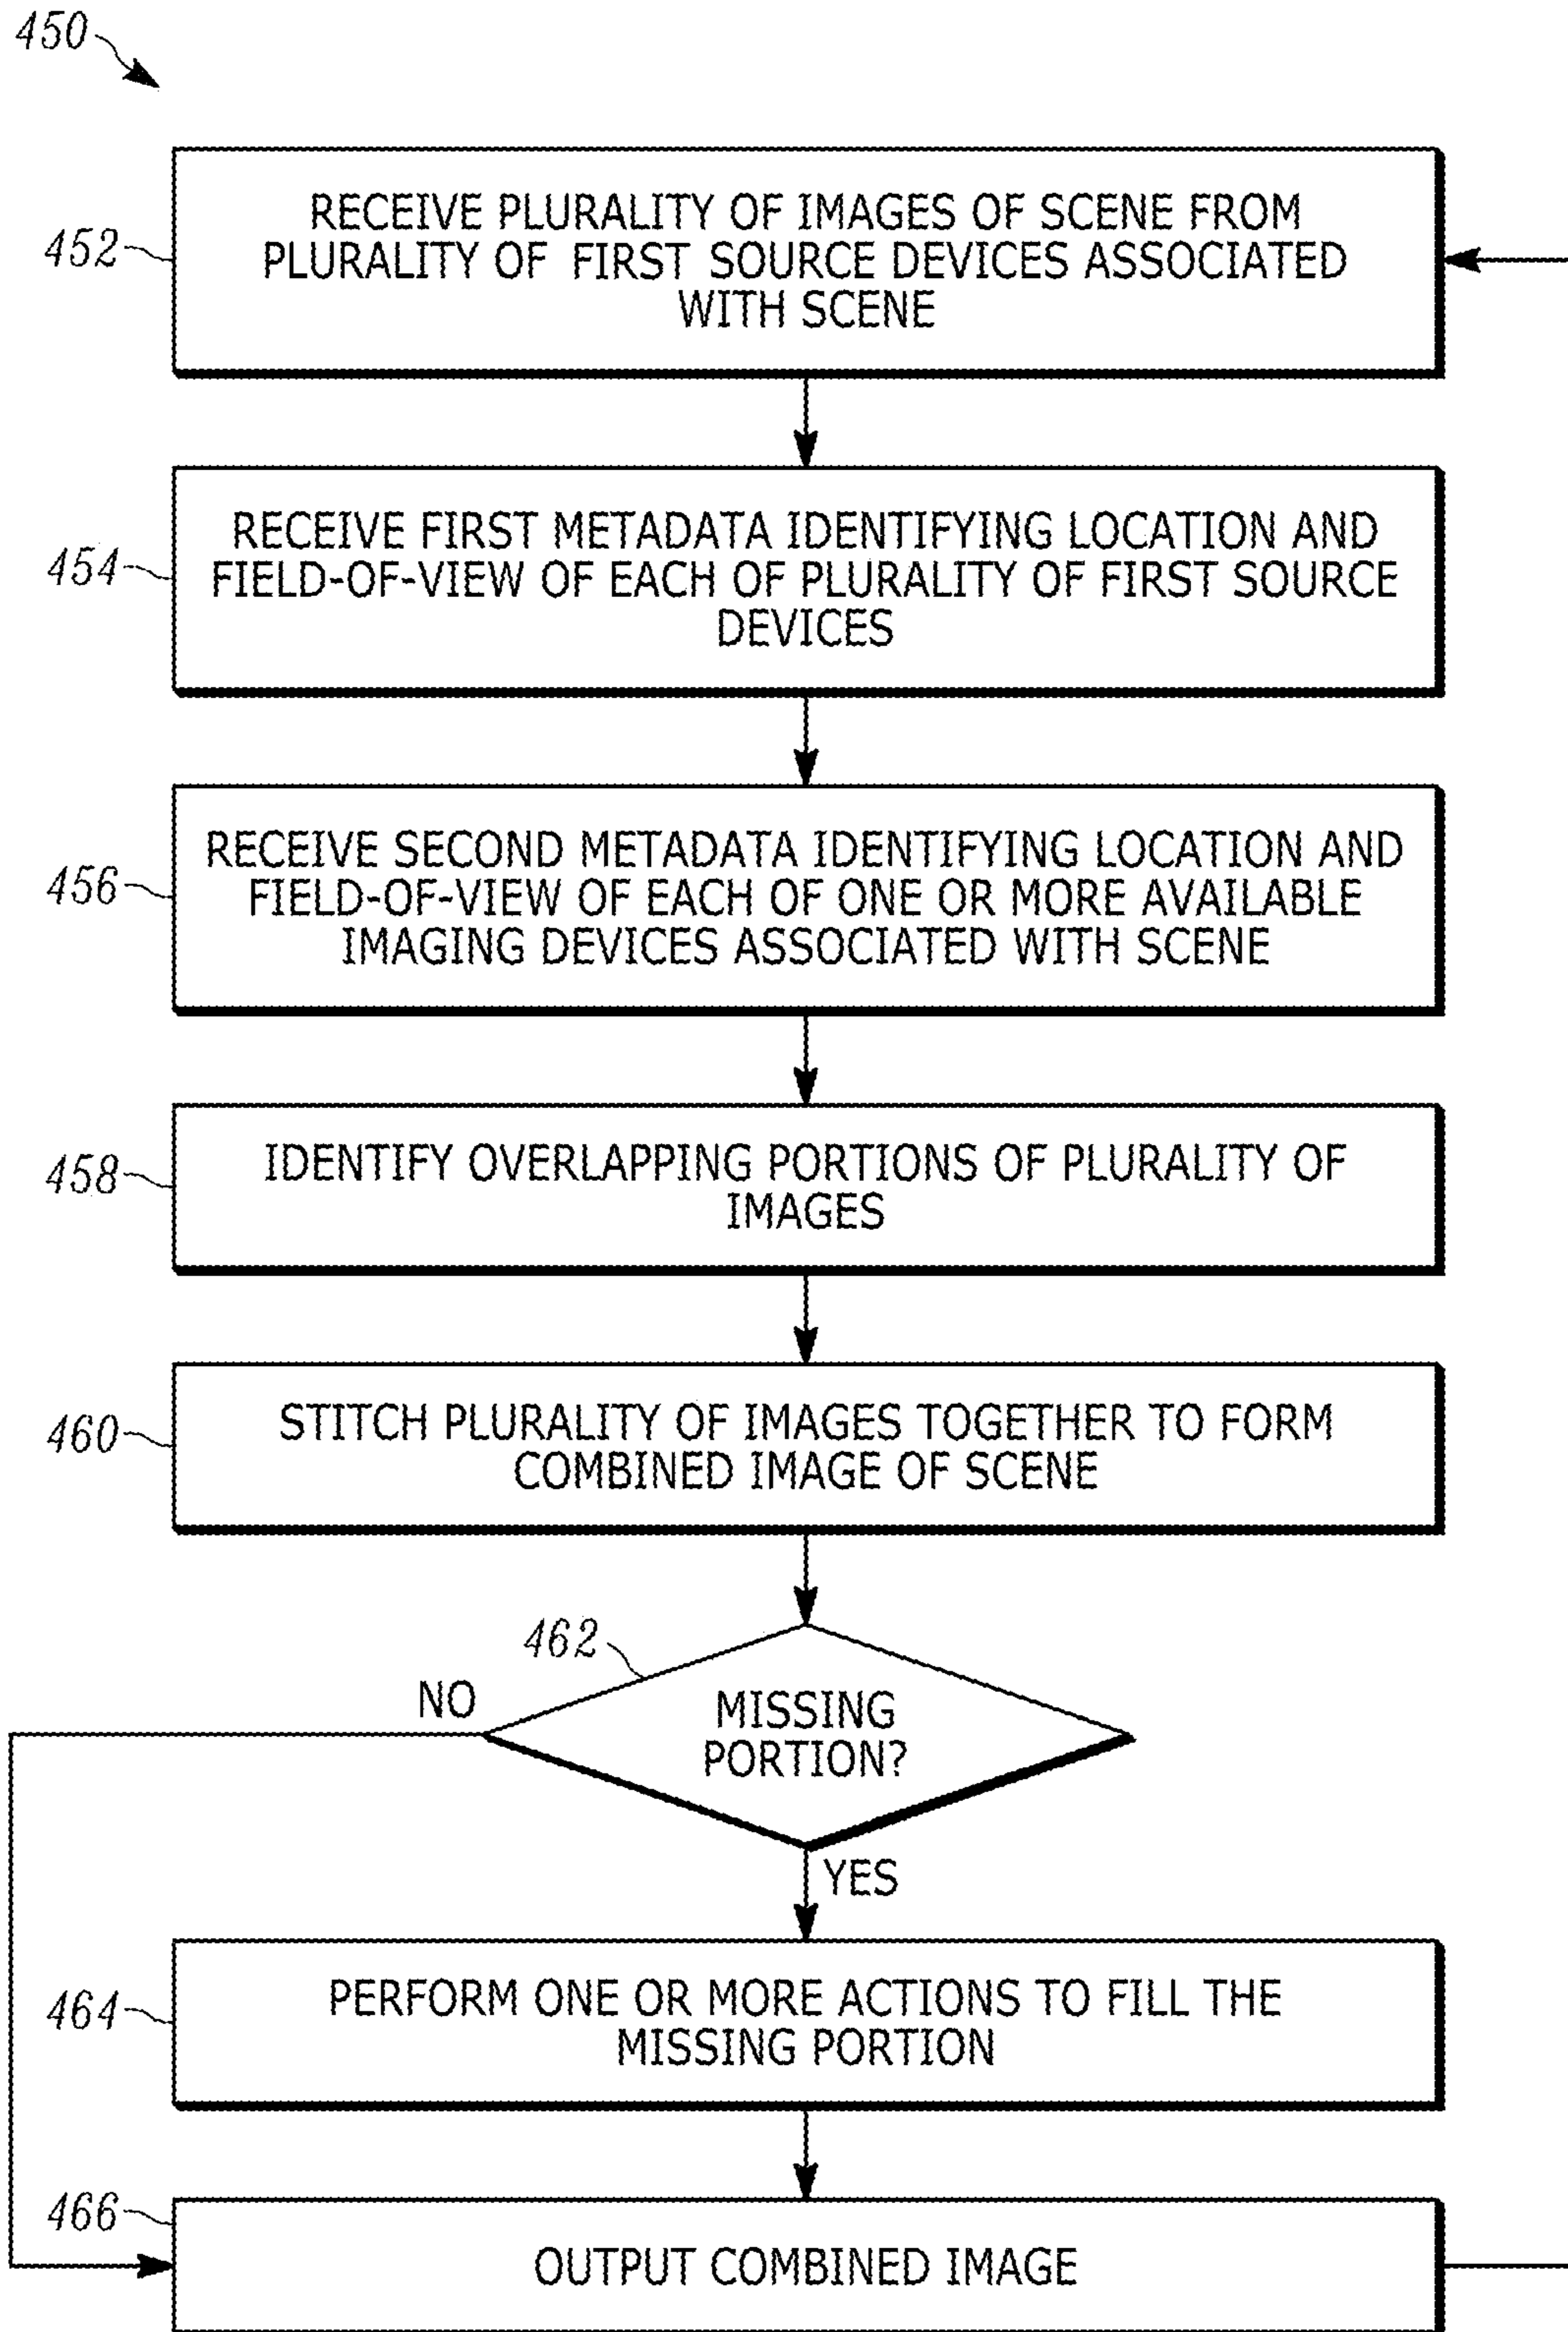 450
452
RECEIVE PLURALITY OF IMAGES OF SCENE FROM
PLURALITY OF FIRST SOURCE DEVICES ASSOCIATED
WITH SCENE
454
RECEIVE FIRST METADATA IDENTIFYING LOCATION AND
FIELD-OF-VIEW OF EACH OF PLURALITY OF FIRST SOURCE
DEVICES
456
RECEIVE SECOND METADATA IDENTIFYING LOCATION AND
FIELD-OF-VIEW OF EACH OF ONE OR MORE AVAILABLE
IMAGING DEVICES ASSOCIATED WITH SCENE
458
IDENTIFY OVERLAPPING PORTIONS OF PLURALITY OF
IMAGES
460
STITCH PLURALITY OF IMAGES TOGETHER TO FORM
COMBINED IMAGE OF SCENE
462
NO
MISSING
PORTION?
YES
464
PERFORM ONE OR MORE ACTIONS TO FILL THE
MISSING PORTION
466
OUTPUT COMBINED IMAGE